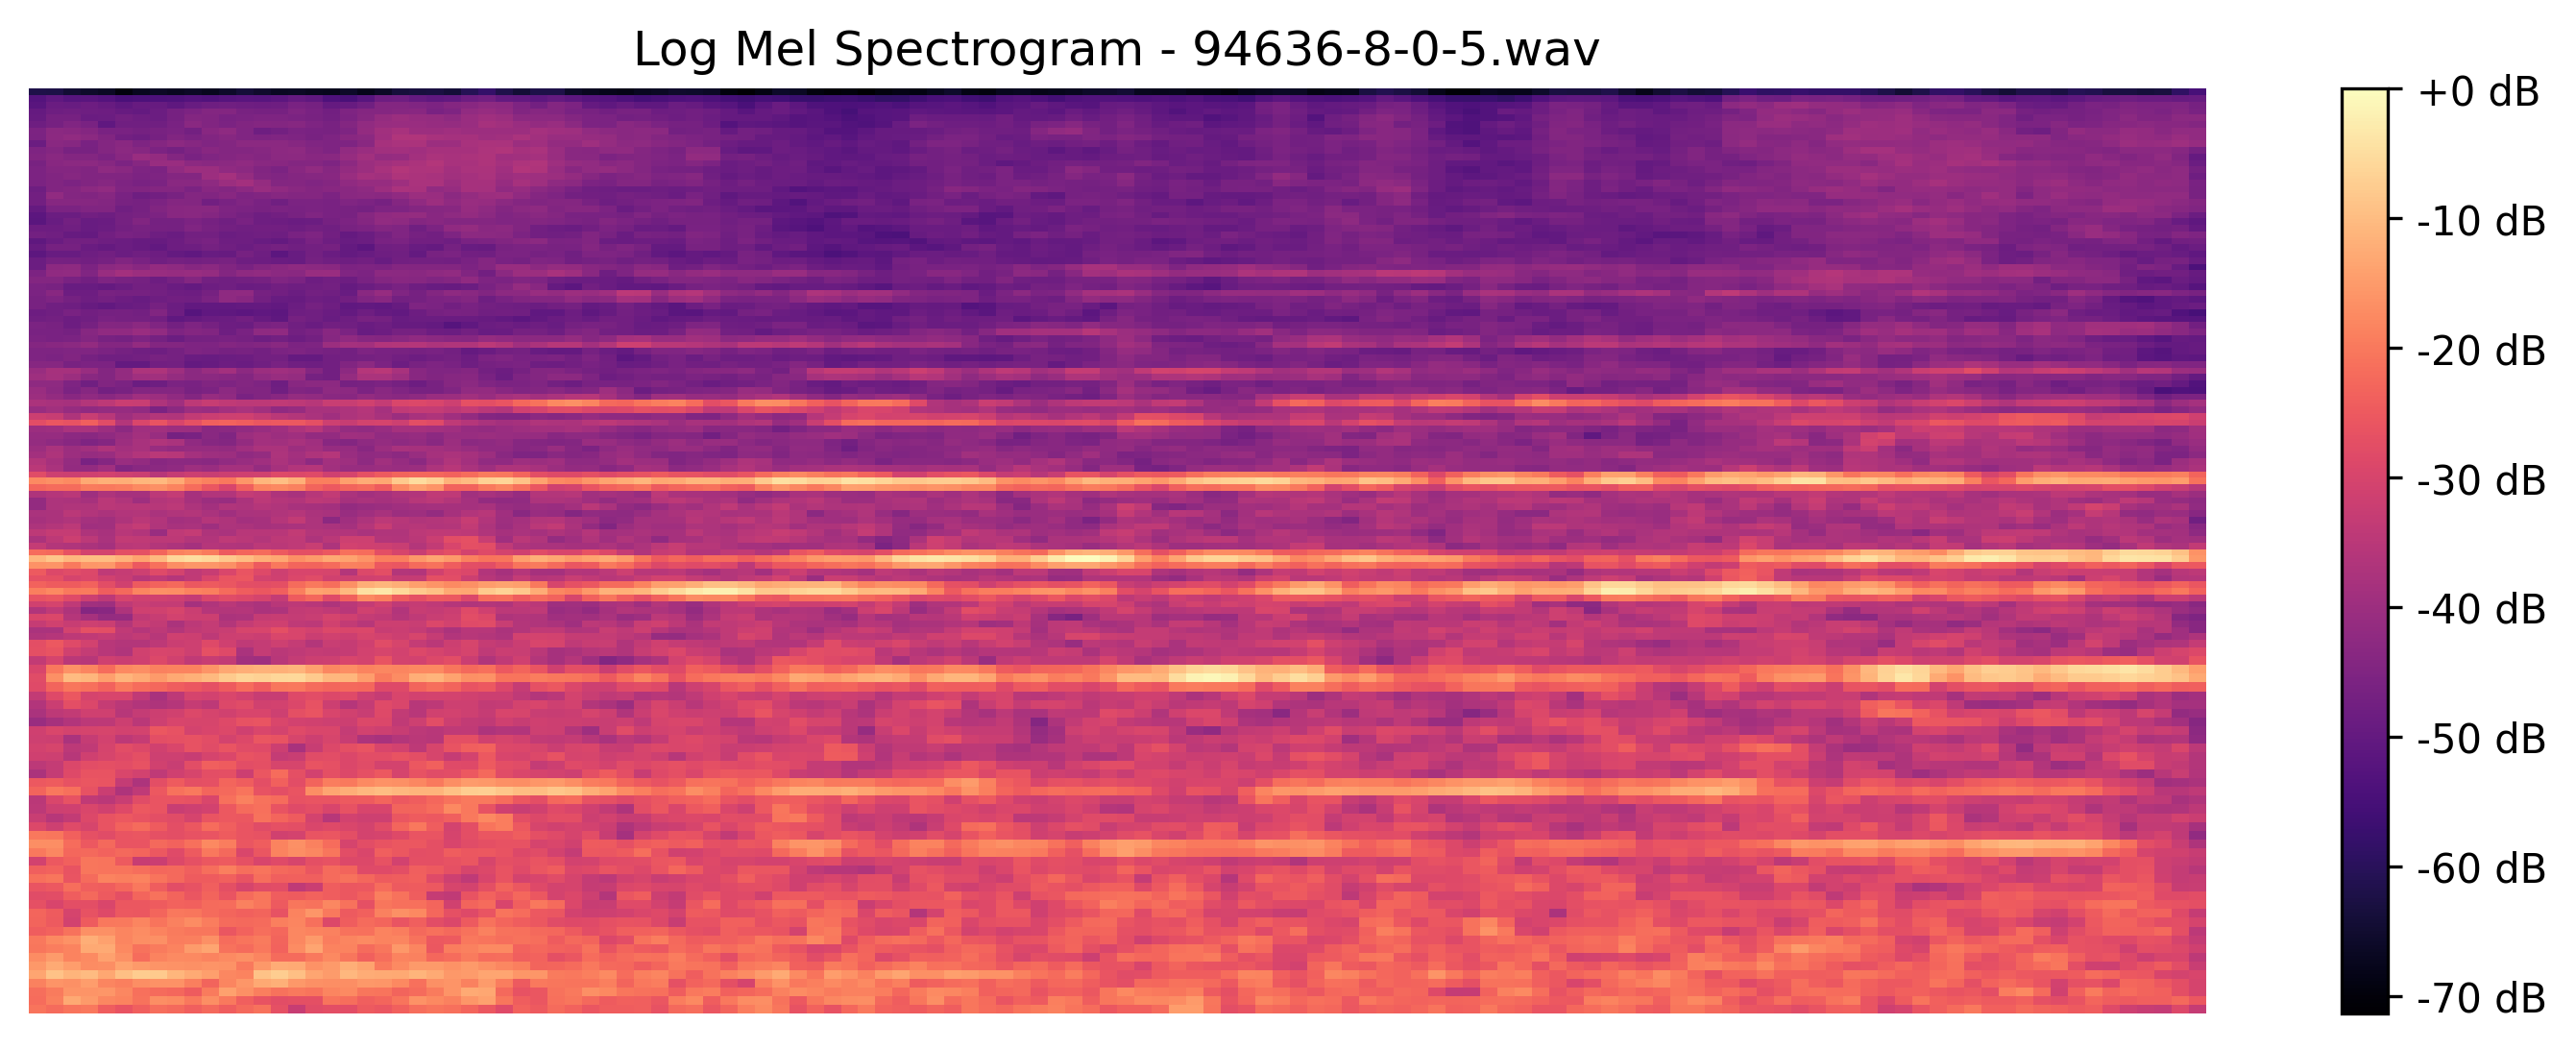 Log Mel Spectrogram - 94636-8-0-5.wav
+0 dB
-10 dB
-20 dB
-30 dB
-40 dB
-50 dB
-60 dB
-70 dB